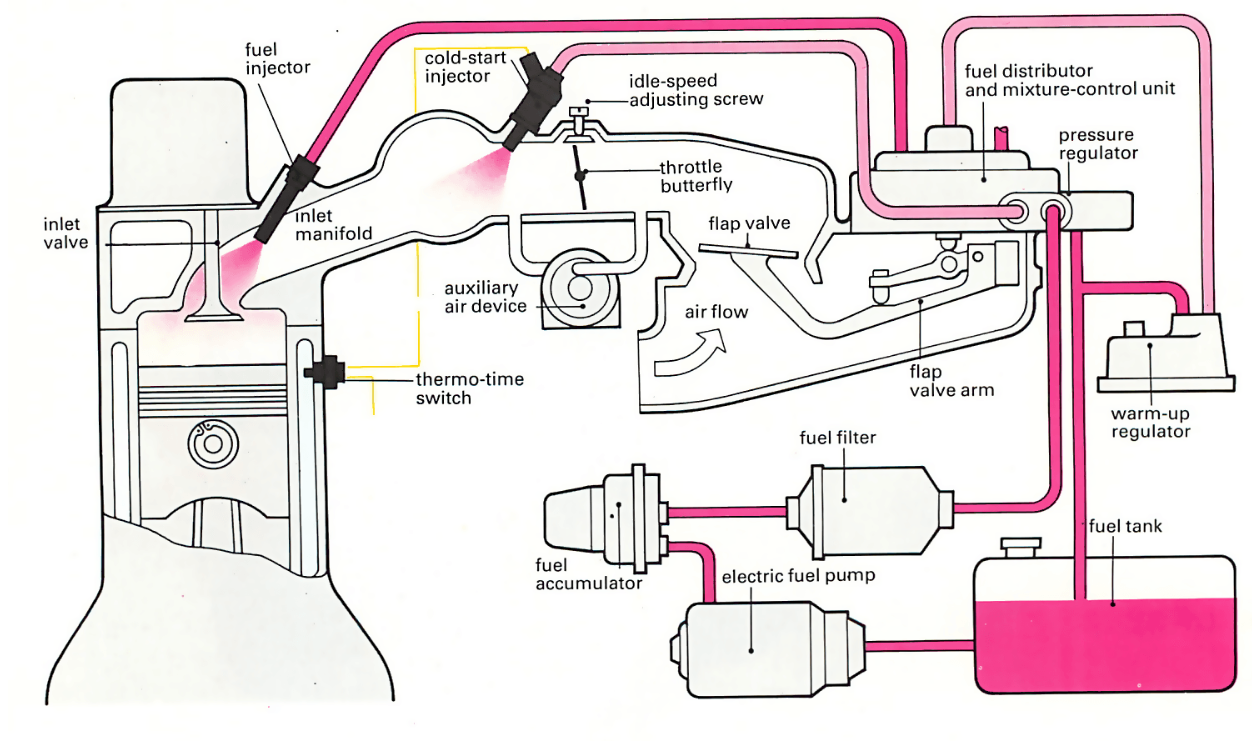 fuel
injector
cold-start
injector
idle-speed
adjusting screw
fuel distributor
and mixture-control unit
pressure
regulator
throttle
butterfly
inlet
valve
inlet
manifold
flap valve
auxiliary
air device
air flow
thermo-time
switch
flap
valve arm
warm-up
regulator
fuel filter
fuel tank
fuel
accumulator
electric fuel pump